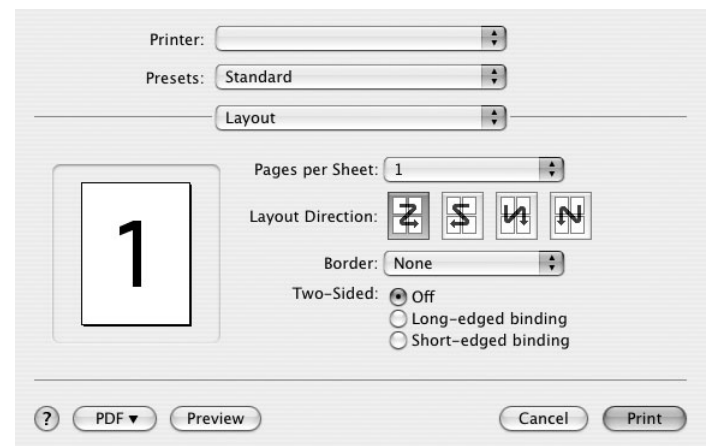 Printer:
Presets: Standard
Layout
Pages per Sheet: 1
Layout Direction:
1
Border: None
Two-Sided: Off
Long-edged binding
Short-edged binding
? PDF ▼ Preview Cancel Print